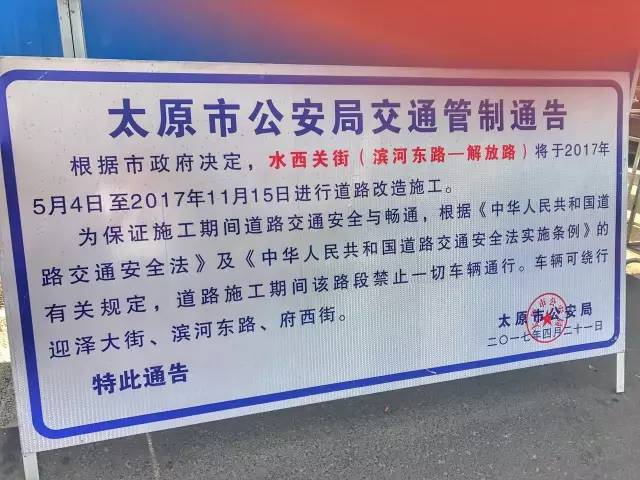 太原市公安局交通管制通告
根据市政府决定，水西关街（滨河东路—解放路）将于2017年
5月4日至2017年11月15日进行道路改造施工。
为保证施工期间道路交通安全与畅通，根据《中华人民共和国道
路交通安全法》及《中华人民共和国道路交通安全法实施条例》的
有关规定，道路施工期间该路段禁止一切车辆通行。车辆可绕行
迎泽大街、滨河东路、府西街。
太原市公安局
二〇一七年四月二十一日
特此通告